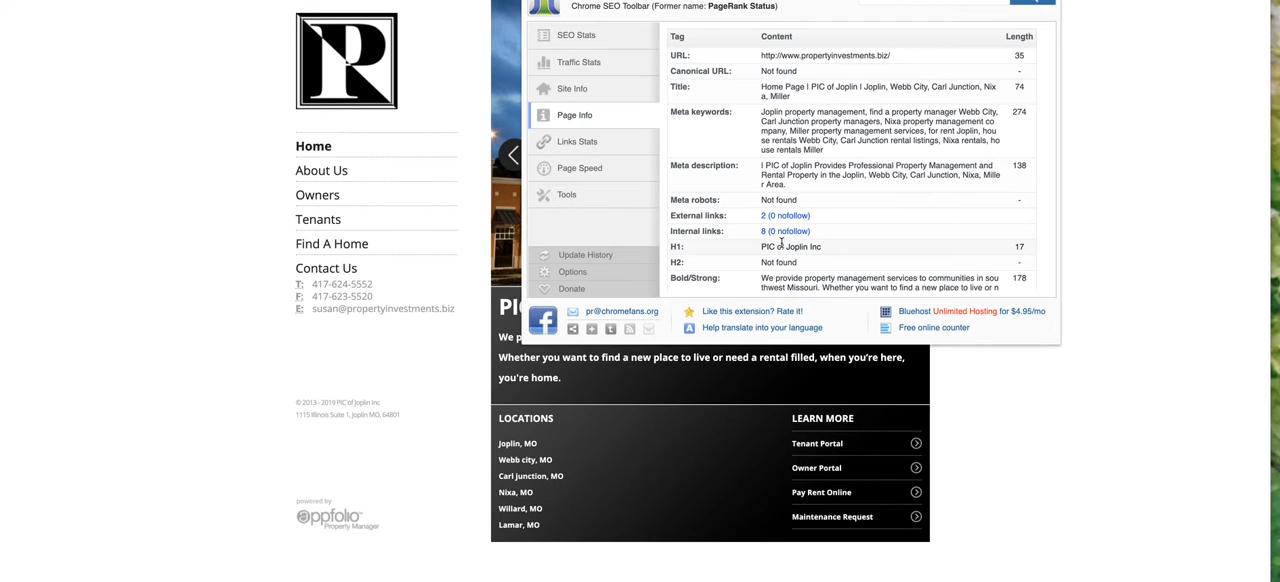 Home
About Us
Owners
Tenants
Find A Home
Contact Us
T: 417-624-5552
F: 417-623-5520
E: susan@propertyinvestments.biz
© 2013 - 2019 PIC of Joplin Inc
1115 Illinois Suite 1, Joplin MO, 64801
powered by
appfolio
Property Manager
Chrome SEO Toolbar (Former name: PageRank Status)
SEO Stats
Traffic Stats
Site Info
Page Info
Links Stats
Page Speed
Tools
Update History
Options
Donate
Tag Content Length
URL: http://www.propertyinvestments.biz/ 35
Canonical URL: Not found -
Title: Home Page | PIC of Joplin | Joplin, Webb City, Carl Junction, Nix 74
a, Miller
Meta keywords: Joplin property management, find a property manager Webb City, 274
Carl Junction property managers, Nixa property management co
mpany, Miller property management services, for rent Joplin, hou
se rentals Webb City, Carl Junction rental listings, Nixa rentals, ho
use rentals Miller
Meta description: | PIC of Joplin Provides Professional Property Management and 138
Rental Property in the Joplin, Webb City, Carl Junction, Nixa, Mille
r Area.
Meta robots: Not found -
External links: 2 (0 nofollow)
Internal links: 8 (0 nofollow)
H1: PIC of Joplin Inc 17
H2: Not found -
Bold/Strong: We provide property management services to communities in sou 178
thwest Missouri. Whether you want to find a new place to live or n
pr@chromefans.org
Like this extension? Rate it!
Help translate into your language
Bluehost Unlimited Hosting for $4.95/mo
Free online counter
PIC
We p
Whether you want to find a new place to live or need a rental filled, when you're here,
you're home.
LOCATIONS
Joplin, MO
Webb city, MO
Carl junction, MO
Nixa, MO
Willard, MO
Lamar, MO
LEARN MORE
Tenant Portal
Owner Portal
Pay Rent Online
Maintenance Request